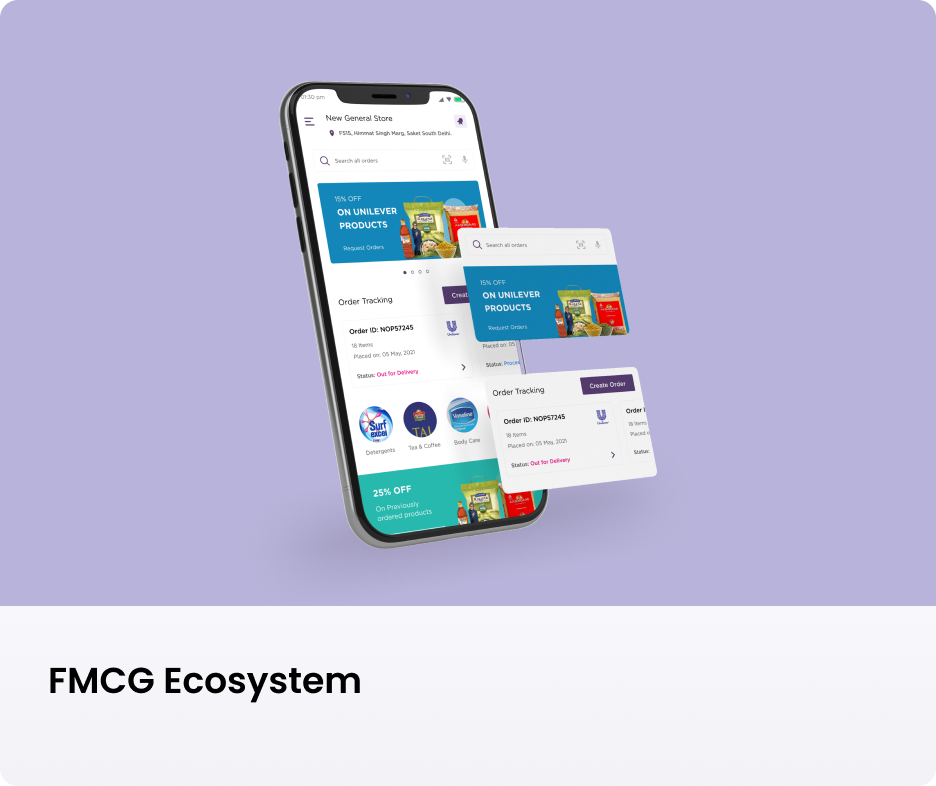 01:30 pm
New General Store
F515, Himmat Singh Marg, Saket South Delhi.
Search all orders
15% OFF
ON UNILEVER
PRODUCTS
Request Orders
Order Tracking
Crea
Order ID: NOP57245
Unilever
18 Items
Placed on: 05 May, 2021
Status: Out for Delivery
Placed on: 05
Status: Proce
Surf
excel
TAJ
Vaseline
Detergents
Tea & Coffee
Body Care
25% OFF
On Previously
ordered products
Search all orders
15% OFF
ON UNILEVER
PRODUCTS
Request Orders
Order Tracking
Create Order
Order ID: NOP57245
Unilever
18 Items
Placed on: 05 May, 2021
Status: Out for Delivery
Order I
18 Items
Placed o
Status:
FMCG Ecosystem